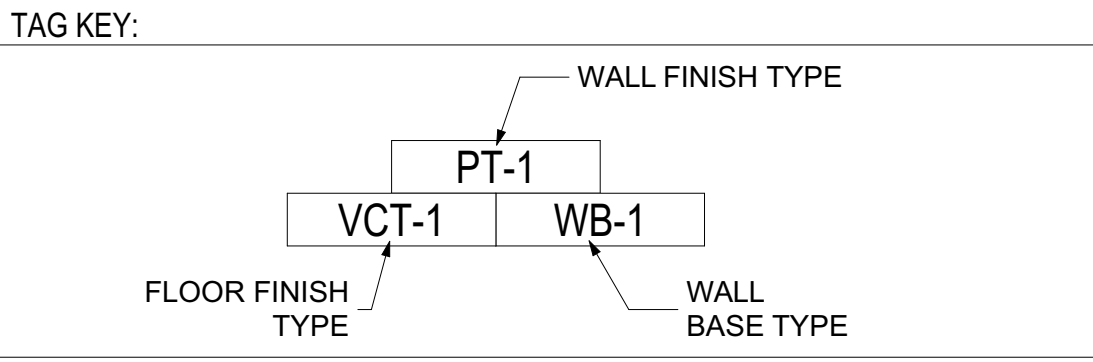 TAG KEY:
WALL FINISH TYPE
PT-1
VCT-1
WB-1
FLOOR FINISH
TYPE
WALL
BASE TYPE